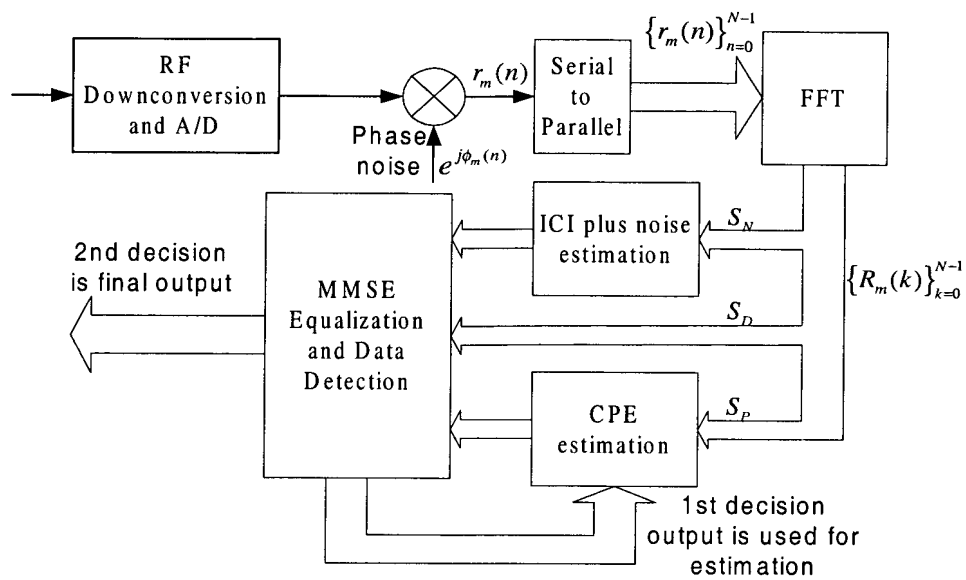 RF
Downconversion
and A/D
Phase
noise
$e^{j\phi_m(n)}$
$r_m(n)$
Serial
to
Parallel
$\{r_m(n)\}_{n=0}^{N-1}$
FFT
2nd decision
is final output
MMSE
Equalization
and Data
Detection
ICI plus noise
estimation
$S_N$
$\{R_m(k)\}_{k=0}^{N-1}$
$S_D$
CPE
estimation
$S_P$
1st decision
output is used for
estimation